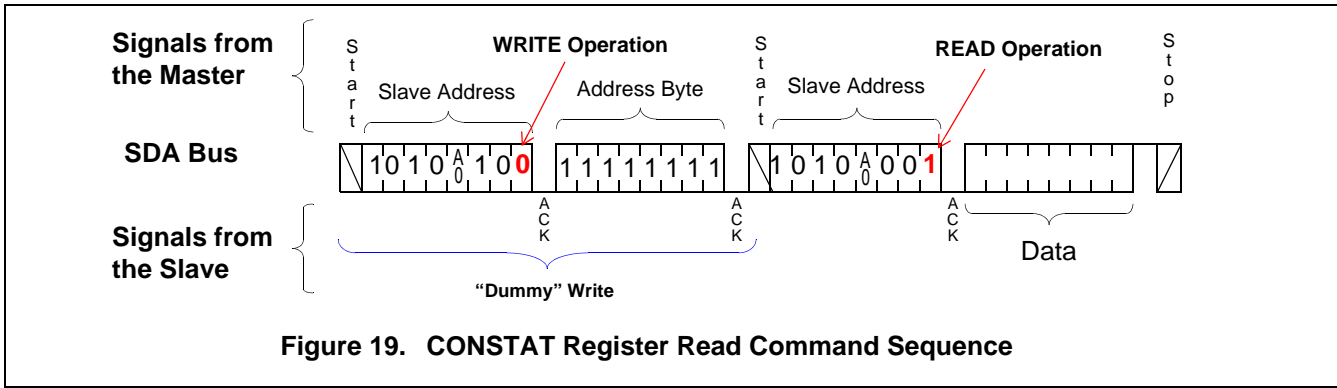 Signals from
the Master
Start
WRITE Operation
Start
READ Operation
Stop
Slave Address
Address Byte
Slave Address
SDA Bus
1 0 1 0 A0 1 0 0
1 1 1 1 1 1 1 1
1 0 1 0 A0 0 0 1
Signals from
the Slave
ACK
ACK
ACK
Data
“Dummy” Write
Figure 19. CONSTAT Register Read Command Sequence